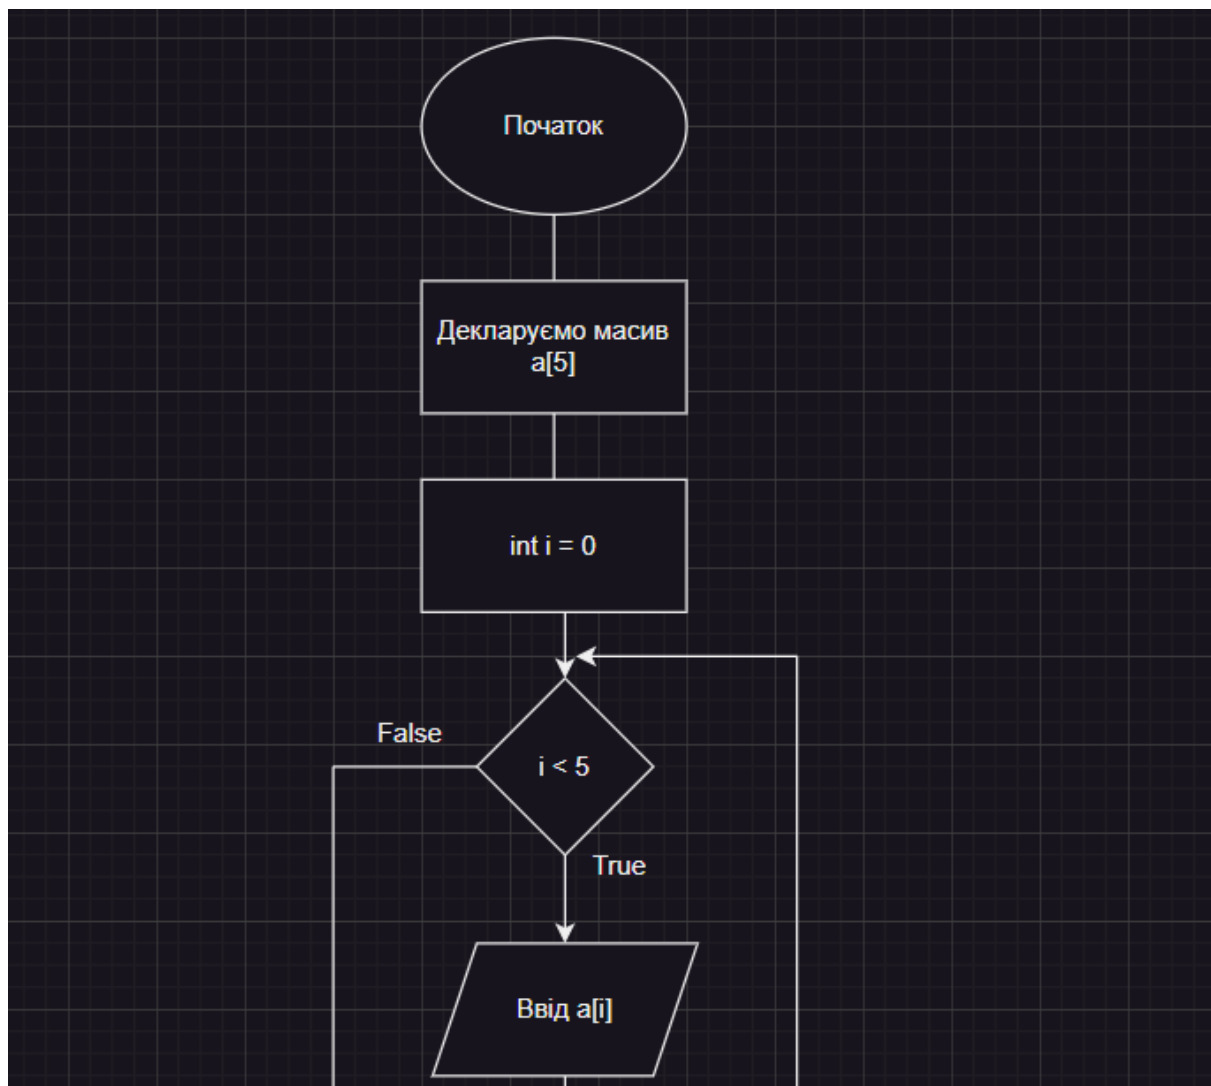 Початок
Декларуємо масив
a[5]
int i = 0
False
i < 5
True
Ввід a[i]